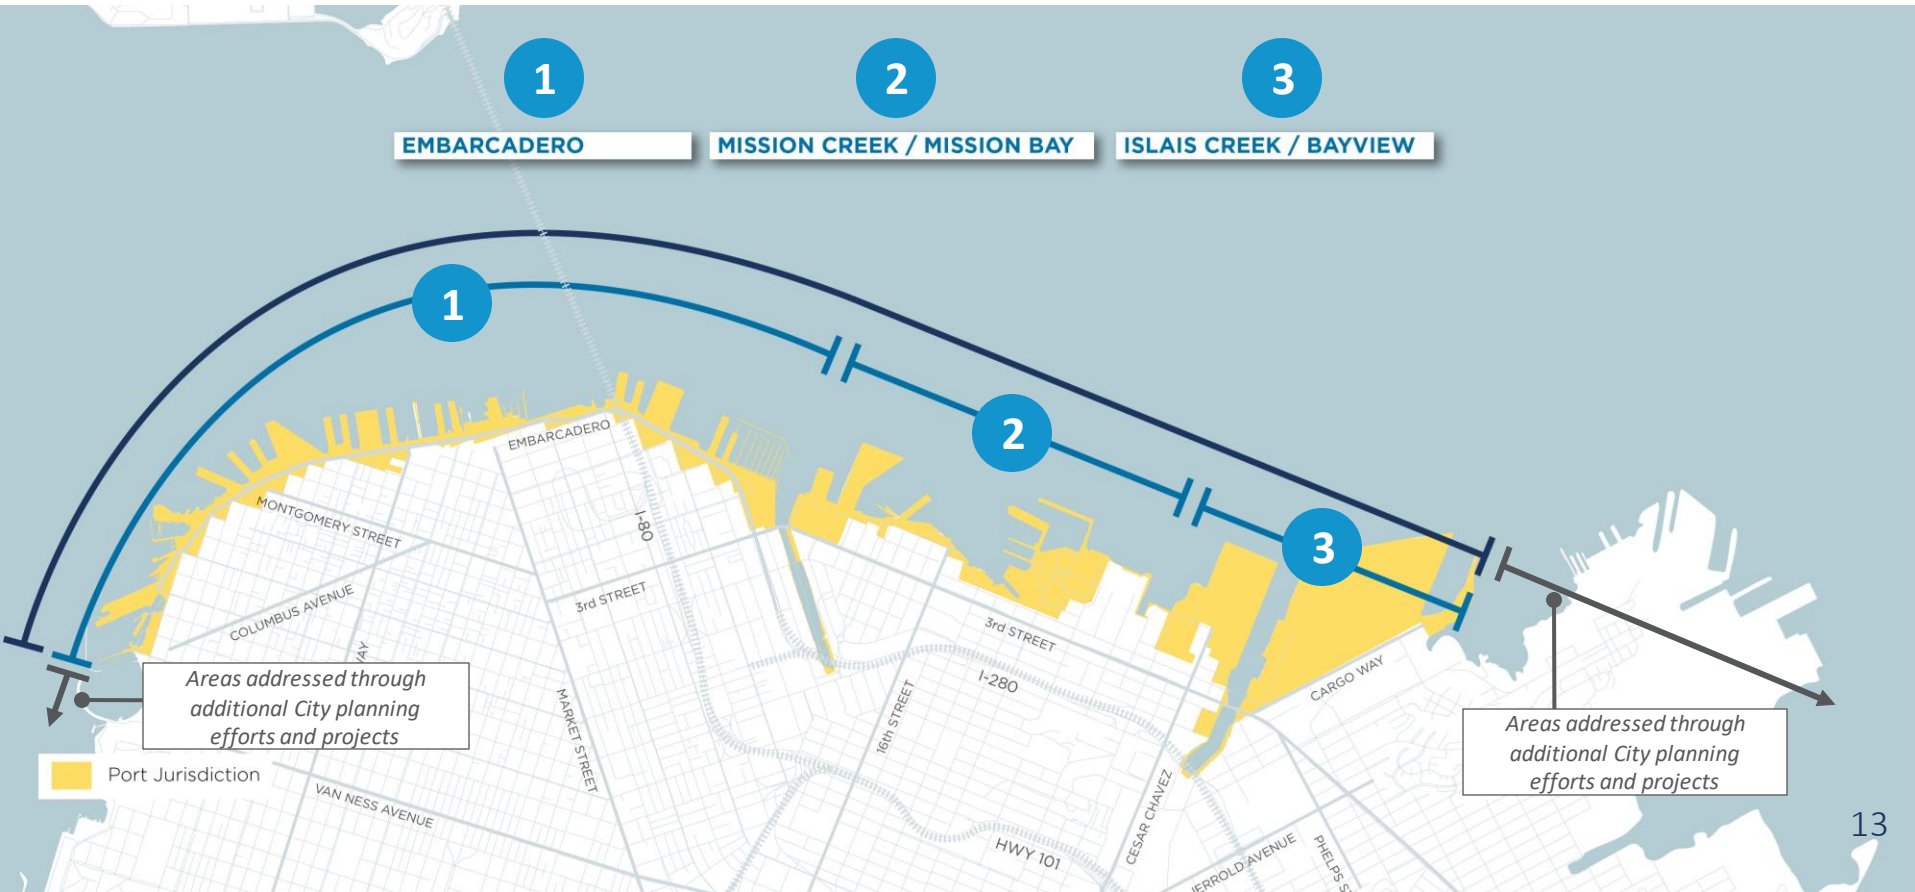 1
2
3
EMBARCADERO
MISSION CREEK / MISSION BAY
ISLAIS CREEK / BAYVIEW
1
2
3
EMBARCADERO
MONTGOMERY STREET
I-80
COLUMBUS AVENUE
3rd STREET
3rd STREET
I-280
CARGO WAY
MARKET STREET
16th STREET
Areas addressed through
additional City planning
efforts and projects
Areas addressed through
additional City planning
efforts and projects
Port Jurisdiction
VAN NESS AVENUE
CESAR CHAVEZ
HWY 101
AVENUE
PHELPS
13